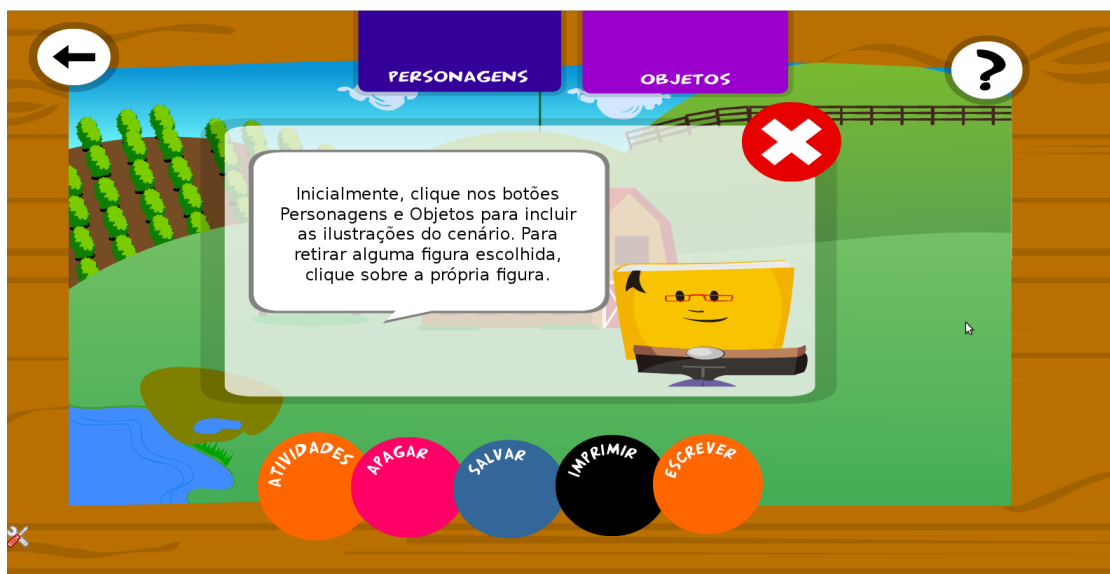 PERSONAGENS
OBJETOS
?
Inicialmente, clique nos botões
Personagens e Objetos para incluir
as ilustrações do cenário. Para
retirar alguma figura escolhida,
clique sobre a própria figura.
ATIVIDADES
APAGAR
SALVAR
IMPRIMIR
ESCREVER